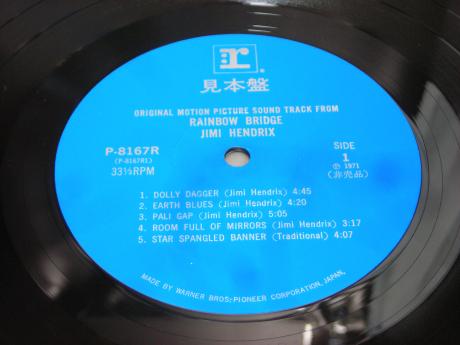 r
見本盤
ORIGINAL MOTION PICTURE SOUND TRACK FROM
RAINBOW BRIDGE
JIMI HENDRIX
P-8167R
(P-8167R1)
33⅓RPM
SIDE
1
Ⓟ 1971
(非売品)
1. DOLLY DAGGER (Jimi Hendrix) 4:45
2. EARTH BLUES (Jimi Hendrix) 4:20
3. PALI GAP (Jimi Hendrix) 5:05
4. ROOM FULL OF MIRRORS (Jimi Hendrix) 3:17
5. STAR SPANGLED BANNER (Traditional) 4:07
MADE BY WARNER BROS-PIONEER CORPORATION, JAPAN.